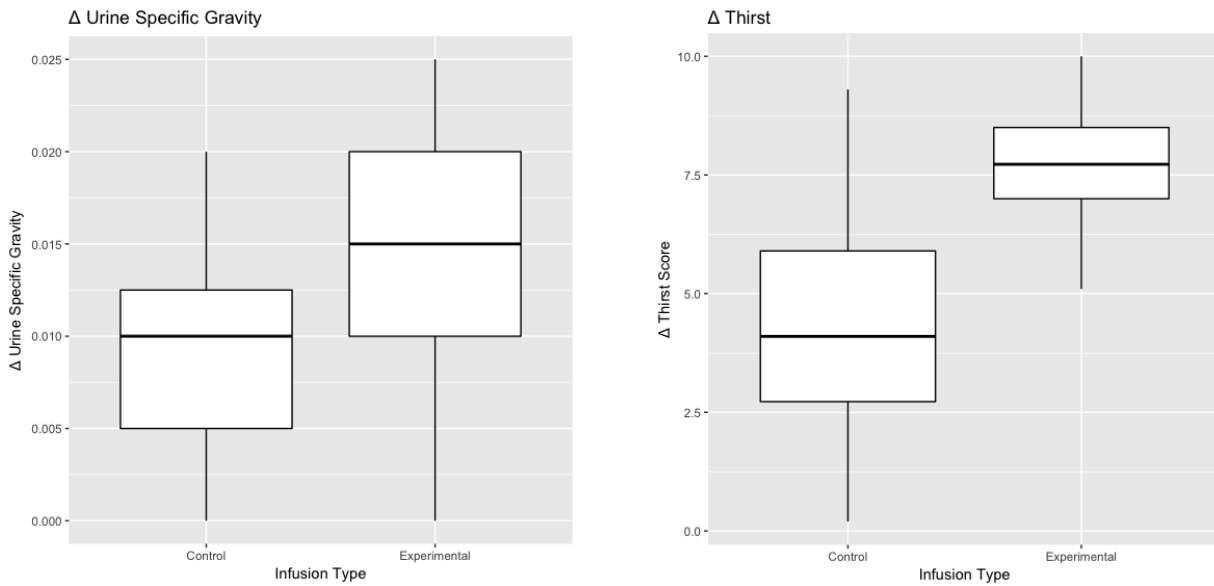 Δ Urine Specific Gravity
Δ Urine Specific Gravity
0.025
0.020
0.015
0.010
0.005
0.000
Control
Experimental
Infusion Type
Δ Thirst
Δ Thirst Score
10.0
7.5
5.0
2.5
0.0
Control
Experimental
Infusion Type